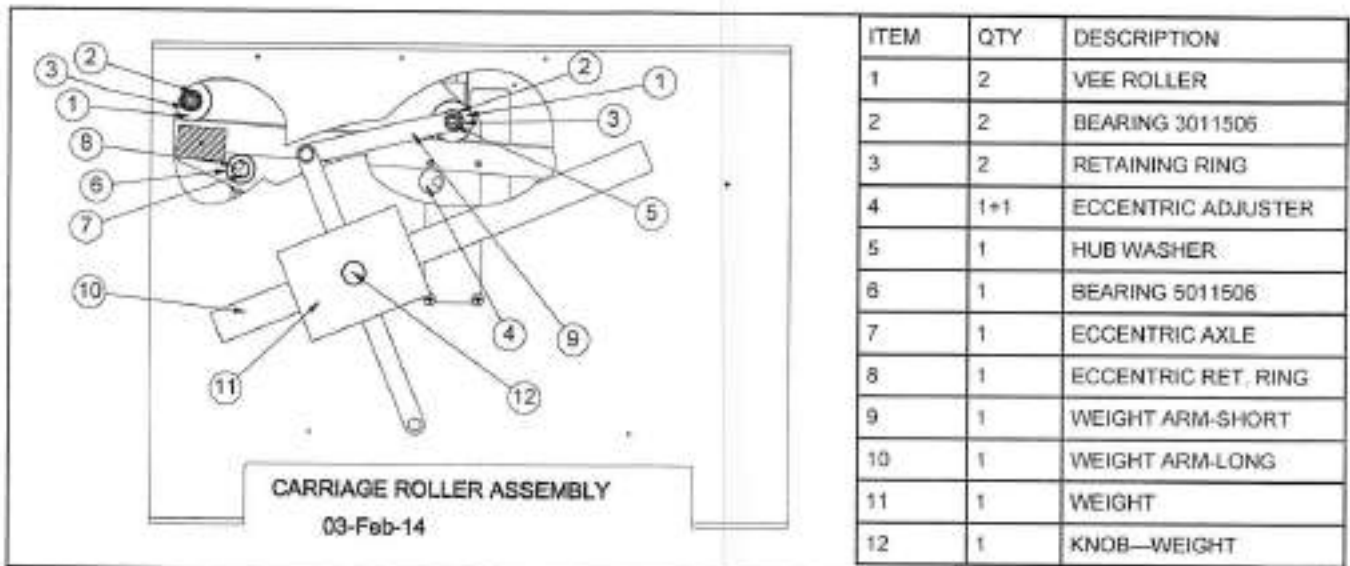 2
3
1
8
6
7
10
11
2
1
3
5
4
9
12
CARRIAGE ROLLER ASSEMBLY
03-Feb-14
ITEM QTY DESCRIPTION
1 2 VEE ROLLER
2 2 BEARING 3011506
3 2 RETAINING RING
4 1+1 ECCENTRIC ADJUSTER
5 1 HUB WASHER
6 1 BEARING 5011506
7 1 ECCENTRIC AXLE
8 1 ECCENTRIC RET. RING
9 1 WEIGHT ARM-SHORT
10 1 WEIGHT ARM-LONG
11 1 WEIGHT
12 1 KNOB—WEIGHT